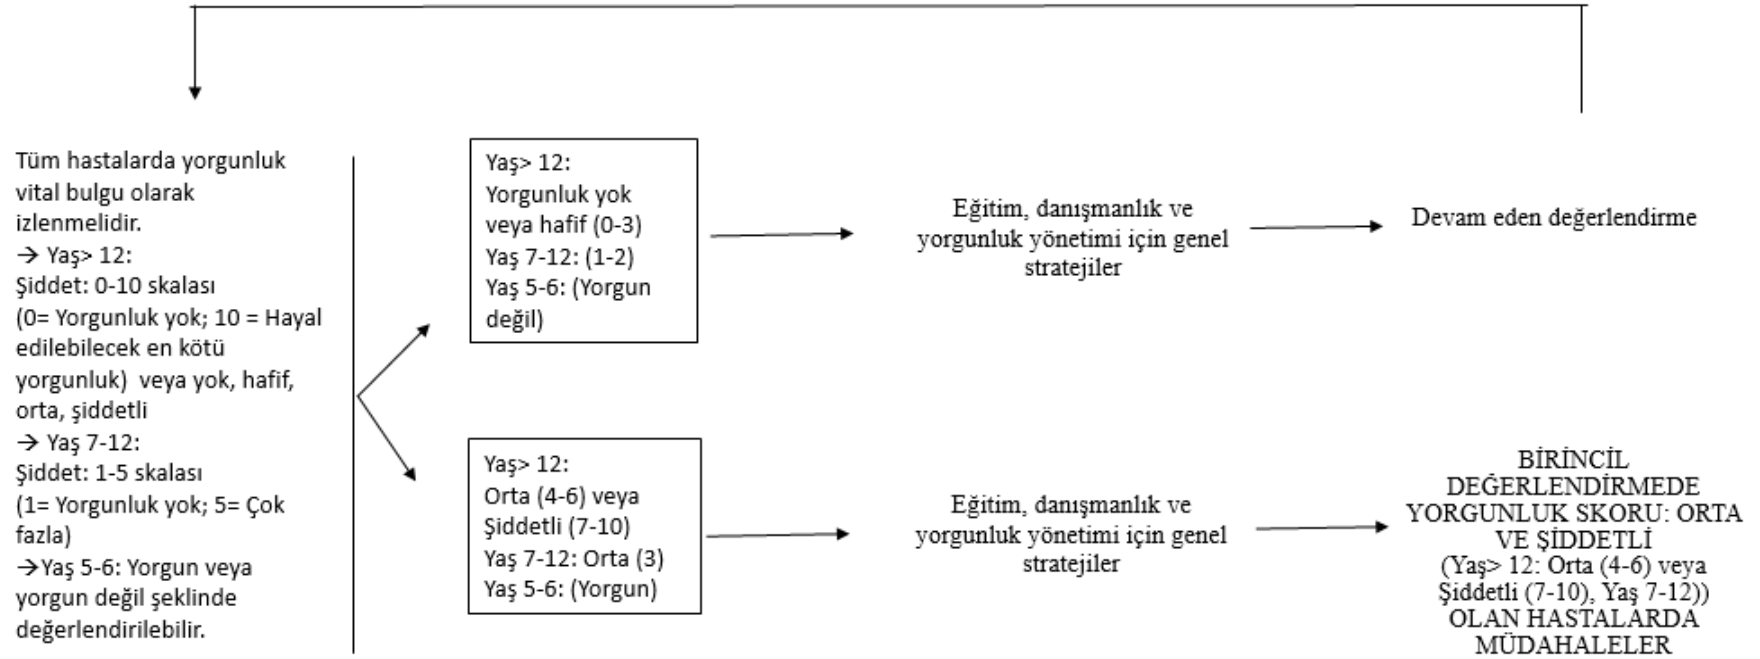 Tüm hastalarda yorgunluk
vital bulgu olarak
izlenmelidir.
→ Yaş> 12:
Şiddet: 0-10 skalası
(0= Yorgunluk yok; 10 = Hayal
edilebilecek en kötü
yorgunluk) veya yok, hafif,
orta, şiddetli
→ Yaş 7-12:
Şiddet: 1-5 skalası
(1= Yorgunluk yok; 5= Çok
fazla)
→Yaş 5-6: Yorgun veya
yorgun değil şeklinde
değerlendirilebilir.
Yaş> 12:
Yorgunluk yok
veya hafif (0-3)
Yaş 7-12: (1-2)
Yaş 5-6: (Yorgun
değil)
Eğitim, danışmanlık ve
yorgunluk yönetimi için genel
stratejiler
Devam eden değerlendirme
Yaş> 12:
Orta (4-6) veya
Şiddetli (7-10)
Yaş 7-12: Orta (3)
Yaş 5-6: (Yorgun)
Eğitim, danışmanlık ve
yorgunluk yönetimi için genel
stratejiler
BİRİNCİL
DEĞERLENDİRMEDE
YORGUNLUK SKORU: ORTA
VE ŞİDDETLİ
(Yaş> 12: Orta (4-6) veya
Şiddetli (7-10), Yaş 7-12))
OLAN HASTALARDA
MÜDAHALELER